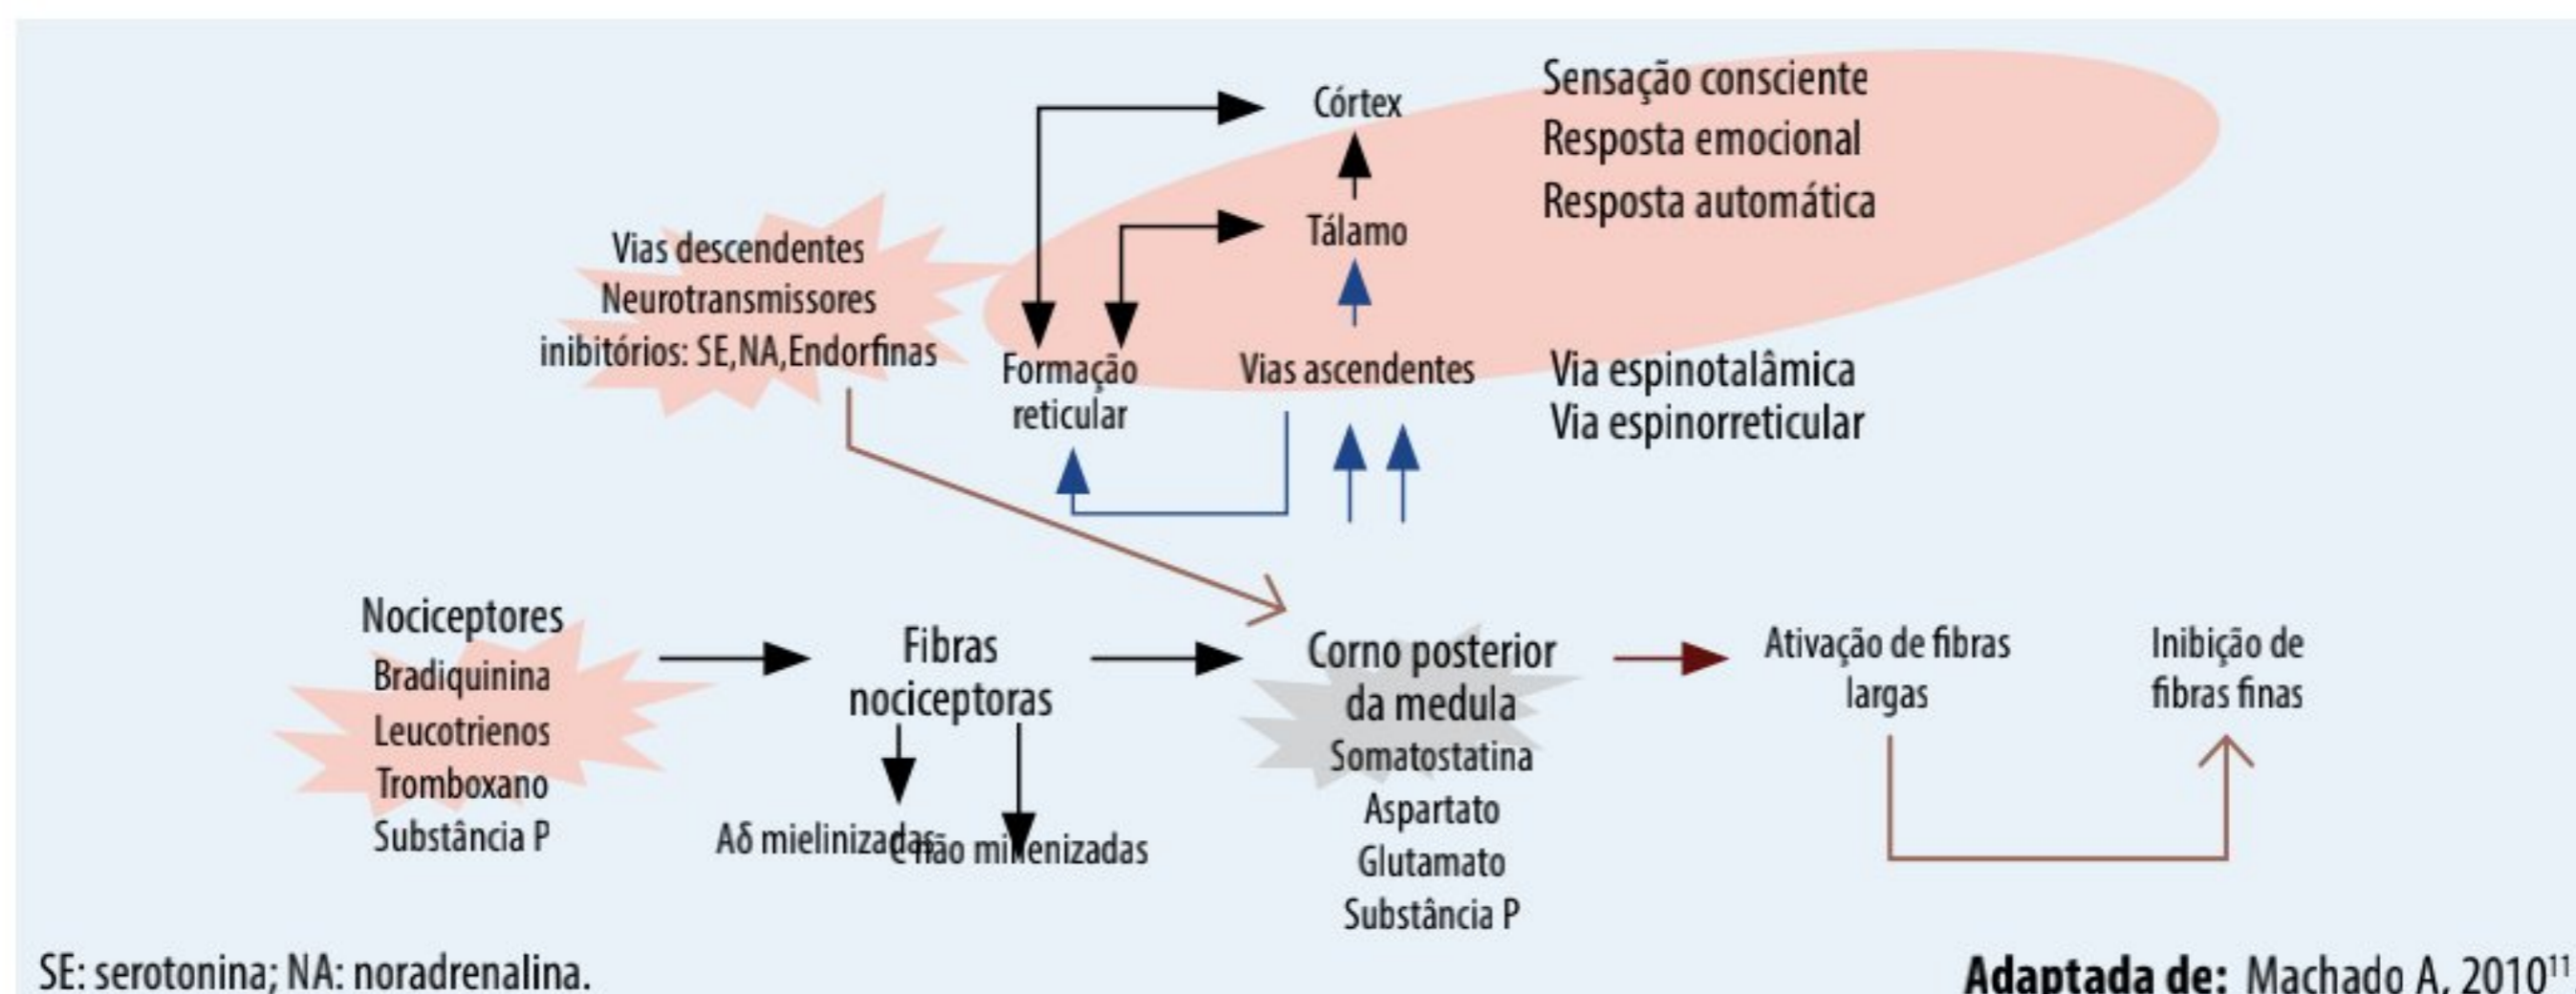 Córtex
Sensação consciente
Resposta emocional
Resposta automática
Tálamo
Vias descendentes
Neurotransmissores
inibitórios: SE,NA,Endorfinas
Formação
reticular
Vias ascendentes
Via espinotalâmica
Via espinorreticular
Nociceptores
Bradiquinina
Leucotrienos
Tromboxano
Substância P
Fibras
nociceptoras
Aδ mielinizadas
C não milenizadas
Corno posterior
da medula
Somatostatina
Aspartato
Glutamato
Substância P
Ativação de fibras
largas
Inibição de
fibras finas
SE: serotonina; NA: noradrenalina.
Adaptada de: Machado A, 2010¹¹